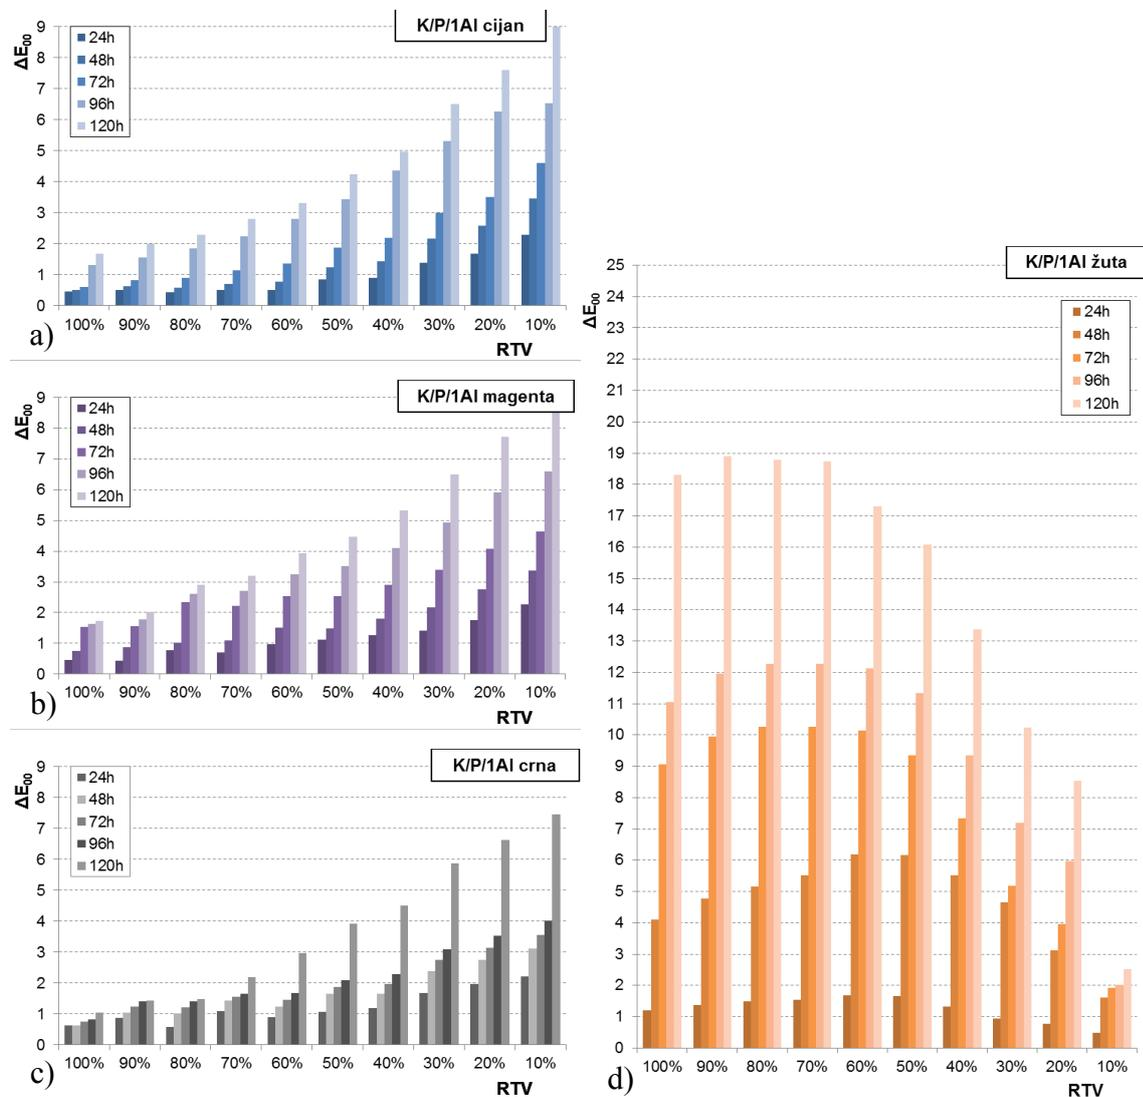 K/P/1Al cijan
ΔE₀₀
9
8
7
6
5
4
3
2
1
0
24h
48h
72h
96h
120h
100% 90% 80% 70% 60% 50% 40% 30% 20% 10%
RTV
a)
K/P/1Al magenta
ΔE₀₀
9
8
7
6
5
4
3
2
1
0
24h
48h
72h
96h
120h
100% 90% 80% 70% 60% 50% 40% 30% 20% 10%
RTV
b)
K/P/1Al crna
ΔE₀₀
9
8
7
6
5
4
3
2
1
0
24h
48h
72h
96h
120h
100% 90% 80% 70% 60% 50% 40% 30% 20% 10%
RTV
c)
K/P/1Al žuta
ΔE₀₀
25
24
23
22
21
20
19
18
17
16
15
14
13
12
11
10
9
8
7
6
5
4
3
2
1
0
24h
48h
72h
96h
120h
100% 90% 80% 70% 60% 50% 40% 30% 20% 10%
RTV
d)